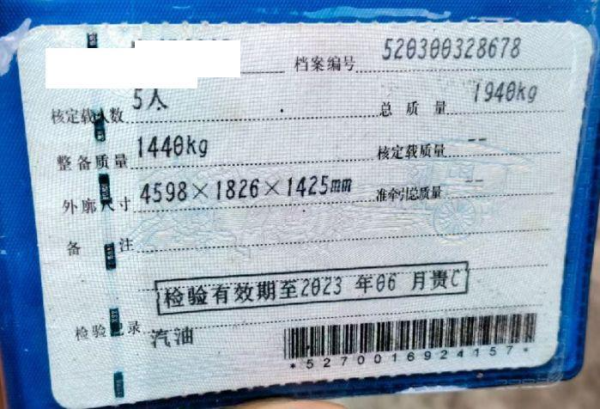 档案编号 520300328678
核定载人数 5人 总质量 1940kg
整备质量 1440kg 核定载质量 --
外廓尺寸 4598×1826×1425mm 准牵引总质量 --
备注
检验有效期至2023年06月贵C
检验记录 汽油
*5270016924157*